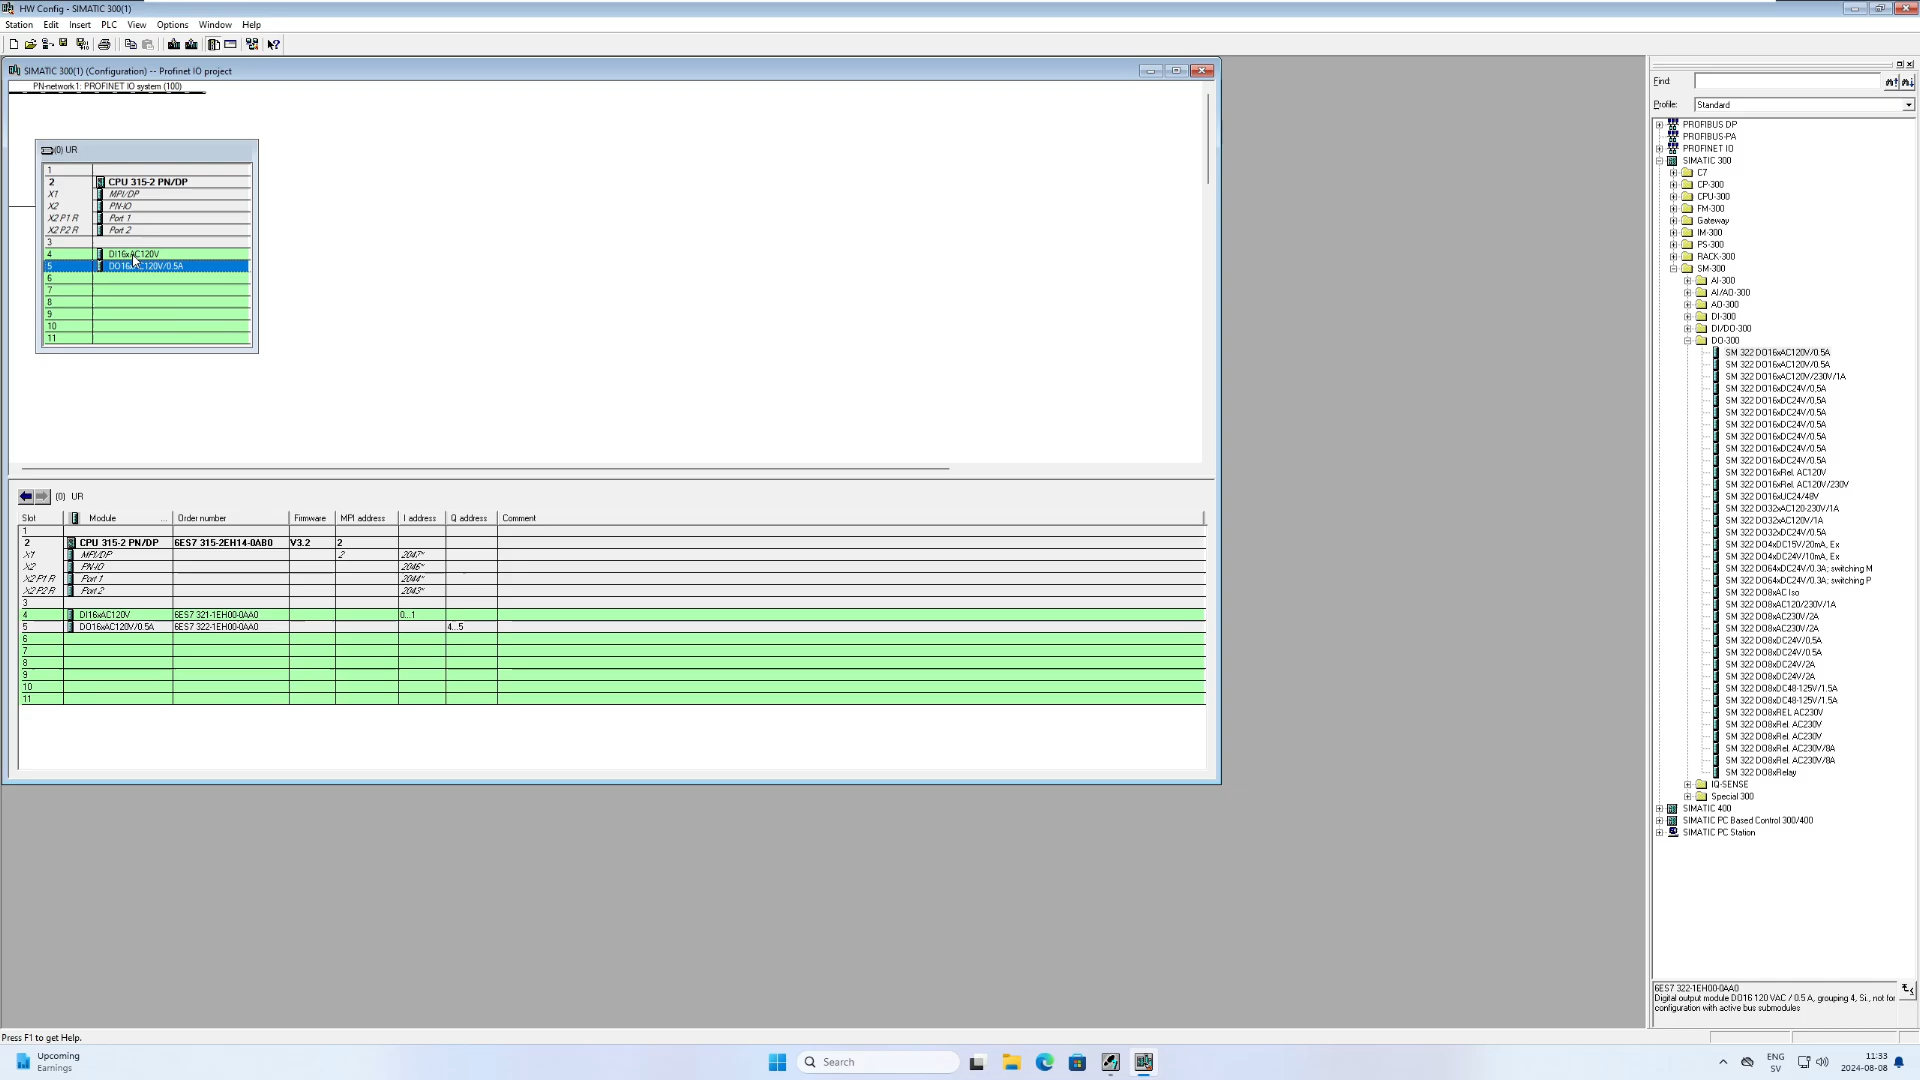 HW Config - SIMATIC 300(1)
Station Edit Insert PLC View Options Window Help
SIMATIC 300(1) (Configuration) -- Profinet IO project
PN-network1: PROFINET IO system (100)
(0) UR
1
2 CPU 315-2 PN/DP
X1 MPI/DP
X2 PN-IO
X2 P1 R Port 1
X2 P2 R Port 2
3
4 DI16xAC120V
5 DO16xAC120V/0.5A
6
7
8
9
10
11
(0) UR
Slot Module ... Order number Firmware MPI address I address Q address Comment
1
2 CPU 315-2 PN/DP 6ES7 315-2EH14-0AB0 V3.2 2
X1 MPI/DP 2 2047*
X2 PN-IO 2046*
X2 P1 R Port 1 2044*
X2 P2 R Port 2 2043*
3
4 DI16xAC120V 6ES7 321-1EH00-0AA0 0...1
5 DO16xAC120V/0.5A 6ES7 322-1EH00-0AA0 4...5
6
7
8
9
10
11
Find:
Profile: Standard
PROFIBUS DP
PROFIBUS-PA
PROFINET IO
SIMATIC 300
C7
CP-300
CPU-300
FM-300
Gateway
IM-300
PS-300
RACK-300
SM-300
AI-300
AI/AO-300
AO-300
DI-300
DI/DO-300
DO-300
SM 322 DO16xAC120V/0.5A
SM 322 DO16xAC120V/0.5A
SM 322 DO16xAC120V/230V/1A
SM 322 DO16xDC24V/0.5A
SM 322 DO16xDC24V/0.5A
SM 322 DO16xDC24V/0.5A
SM 322 DO16xDC24V/0.5A
SM 322 DO16xDC24V/0.5A
SM 322 DO16xDC24V/0.5A
SM 322 DO16xDC24V/0.5A
SM 322 DO16xRel. AC120V
SM 322 DO16xRel. AC120V/230V
SM 322 DO16xUC24/48V
SM 322 DO32xAC120-230V/1A
SM 322 DO32xAC120V/1A
SM 322 DO32xDC24V/0.5A
SM 322 DO4xDC15V/20mA, Ex
SM 322 DO4xDC24V/10mA, Ex
SM 322 DO64xDC24V/0.3A; switching M
SM 322 DO64xDC24V/0.3A; switching P
SM 322 DO8xAC Iso
SM 322 DO8xAC120/230V/1A
SM 322 DO8xAC230V/2A
SM 322 DO8xAC230V/2A
SM 322 DO8xDC24V/0.5A
SM 322 DO8xDC24V/0.5A
SM 322 DO8xDC24V/2A
SM 322 DO8xDC24V/2A
SM 322 DO8xDC48-125V/1.5A
SM 322 DO8xDC48-125V/1.5A
SM 322 DO8xREL AC230V
SM 322 DO8xRel. AC230V
SM 322 DO8xRel. AC230V
SM 322 DO8xRel. AC230V/8A
SM 322 DO8xRel. AC230V/8A
SM 322 DO8xRelay
IQ-SENSE
Special 300
SIMATIC 400
SIMATIC PC Based Control 300/400
SIMATIC PC Station
6ES7 322-1EH00-0AA0
Digital output module DO16 120 VAC / 0.5 A, grouping 4, Si., not for
configuration with active bus submodules
Press F1 to get Help.
Upcoming
Earnings
Search
ENG
SV
11:33
2024-08-08